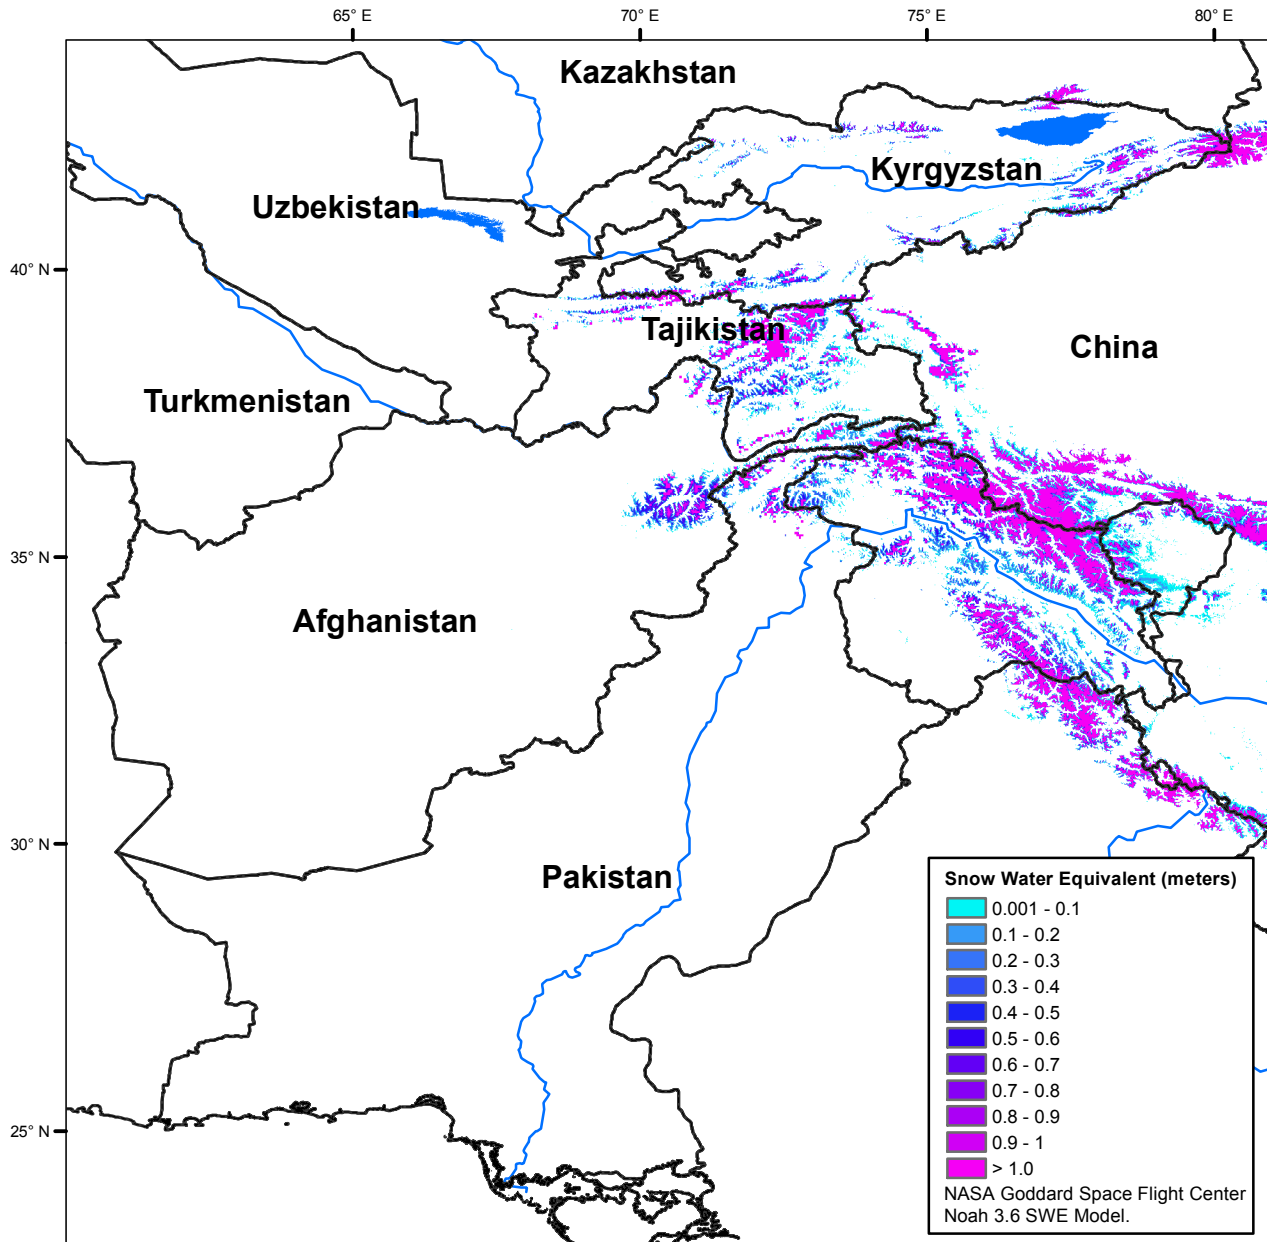 65° E
70° E
75° E
80° E
Kazakhstan
Kyrgyzstan
Uzbekistan
40° N
Tajikistan
China
Turkmenistan
35° N
Afghanistan
30° N
Pakistan
25° N
Snow Water Equivalent (meters)
0.001 - 0.1
0.1 - 0.2
0.2 - 0.3
0.3 - 0.4
0.4 - 0.5
0.5 - 0.6
0.6 - 0.7
0.7 - 0.8
0.8 - 0.9
0.9 - 1
> 1.0
NASA Goddard Space Flight Center
Noah 3.6 SWE Model.